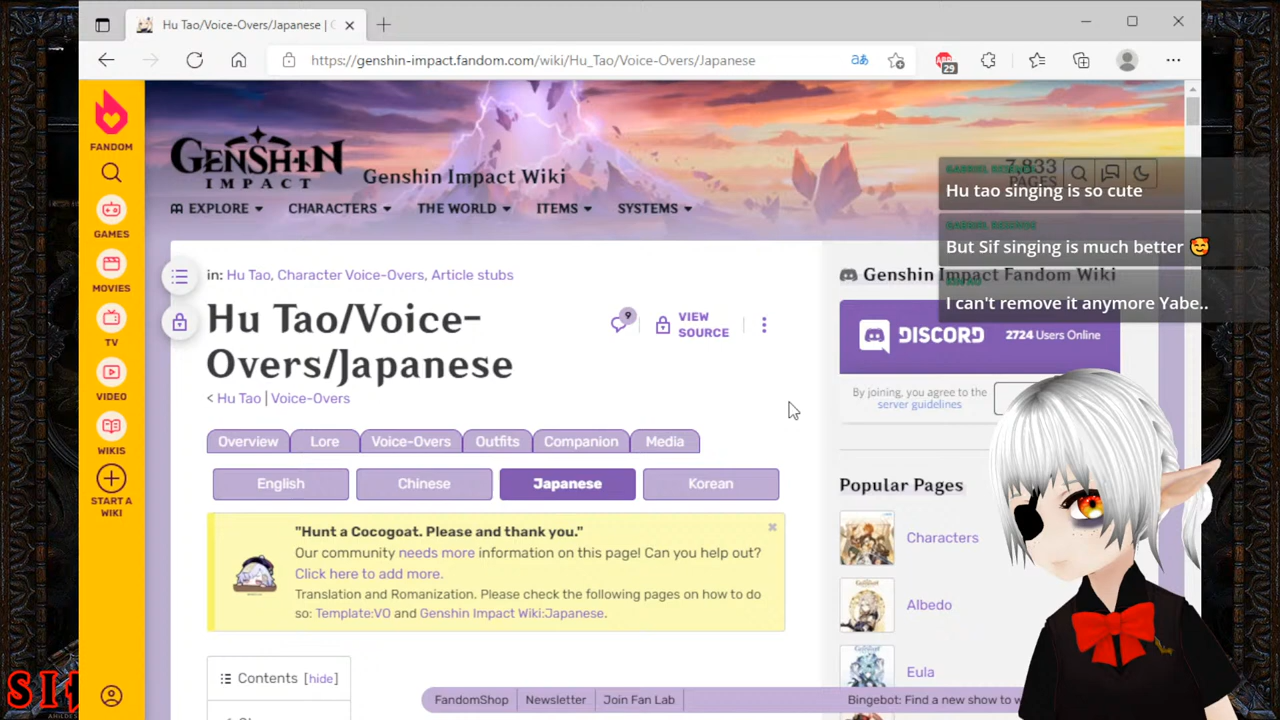 Hu Tao/Voice-Overs/Japanese |
https://genshin-impact.fandom.com/wiki/Hu_Tao/Voice-Overs/Japanese
29
FANDOM
GAMES
MOVIES
TV
VIDEO
WIKIS
START A
WIKI
GENSHIN
IMPACT
Genshin Impact Wiki
7,833
PAGES
EXPLORE
CHARACTERS
THE WORLD
ITEMS
SYSTEMS
Hu tao singing is so cute
But Sif singing is much better 🥰
I can't remove it anymore Yabe..
in: Hu Tao, Character Voice-Overs, Article stubs
Hu Tao/Voice-
Overs/Japanese
9
VIEW
SOURCE
< Hu Tao | Voice-Overs
Overview
Lore
Voice-Overs
Outfits
Companion
Media
English
Chinese
Japanese
Korean
"Hunt a Cocogoat. Please and thank you."
Our community needs more information on this page! Can you help out?
Click here to add more.
Translation and Romanization. Please check the following pages on how to do
so: Template:VO and Genshin Impact Wiki:Japanese.
Contents [hide]
Genshin Impact Fandom Wiki
DISCORD
2724 Users Online
By joining, you agree to the
server guidelines
Popular Pages
Characters
Albedo
Eula
FandomShop
Newsletter
Join Fan Lab
Bingebot: Find a new show to